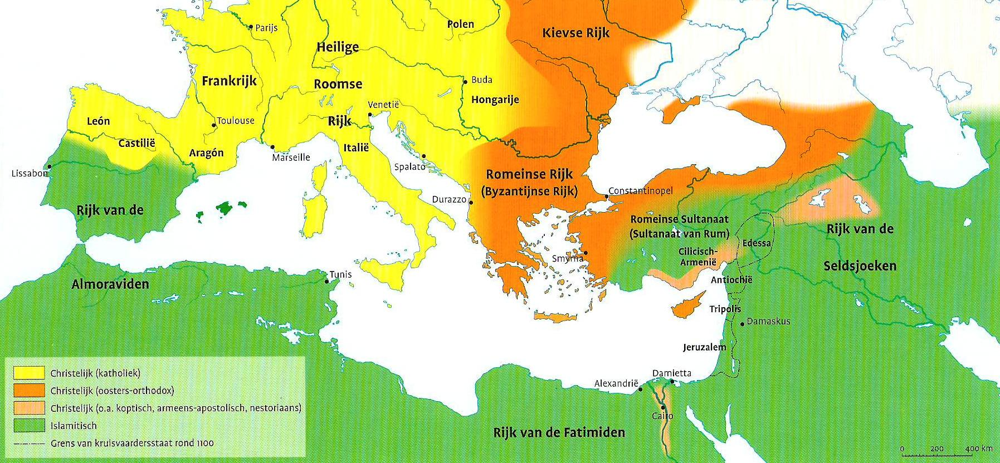 Polen
Parijs
Kievse Rijk
Heilige
Frankrijk
Roomse
Buda
Hongarije
Venetië
León
Toulouse
Rijk
Castilië
Aragón
Italië
Marseille
Spalato
Lissabon
Romeinse Rijk
(Byzantijnse Rijk)
Constantinopel
Durazzo
Rijk van de
Romeinse Sultanaat
(Sultanaat van Rum)
Rijk van de
Edessa
Cilicisch-
Armenië
Smyrna
Seldsjoeken
Tunis
Almoraviden
Antiochië
Tripolis
Damaskus
Jeruzalem
Damietta
Alexandrië
Cairo
Rijk van de Fatimiden
Christelijk (katholiek)
Christelijk (oosters-orthodox)
Christelijk (o.a. koptisch, armeens-apostolisch, nestoriaans)
Islamitisch
Grens van kruisvaardersstaat rond 1100
0 200 400 km